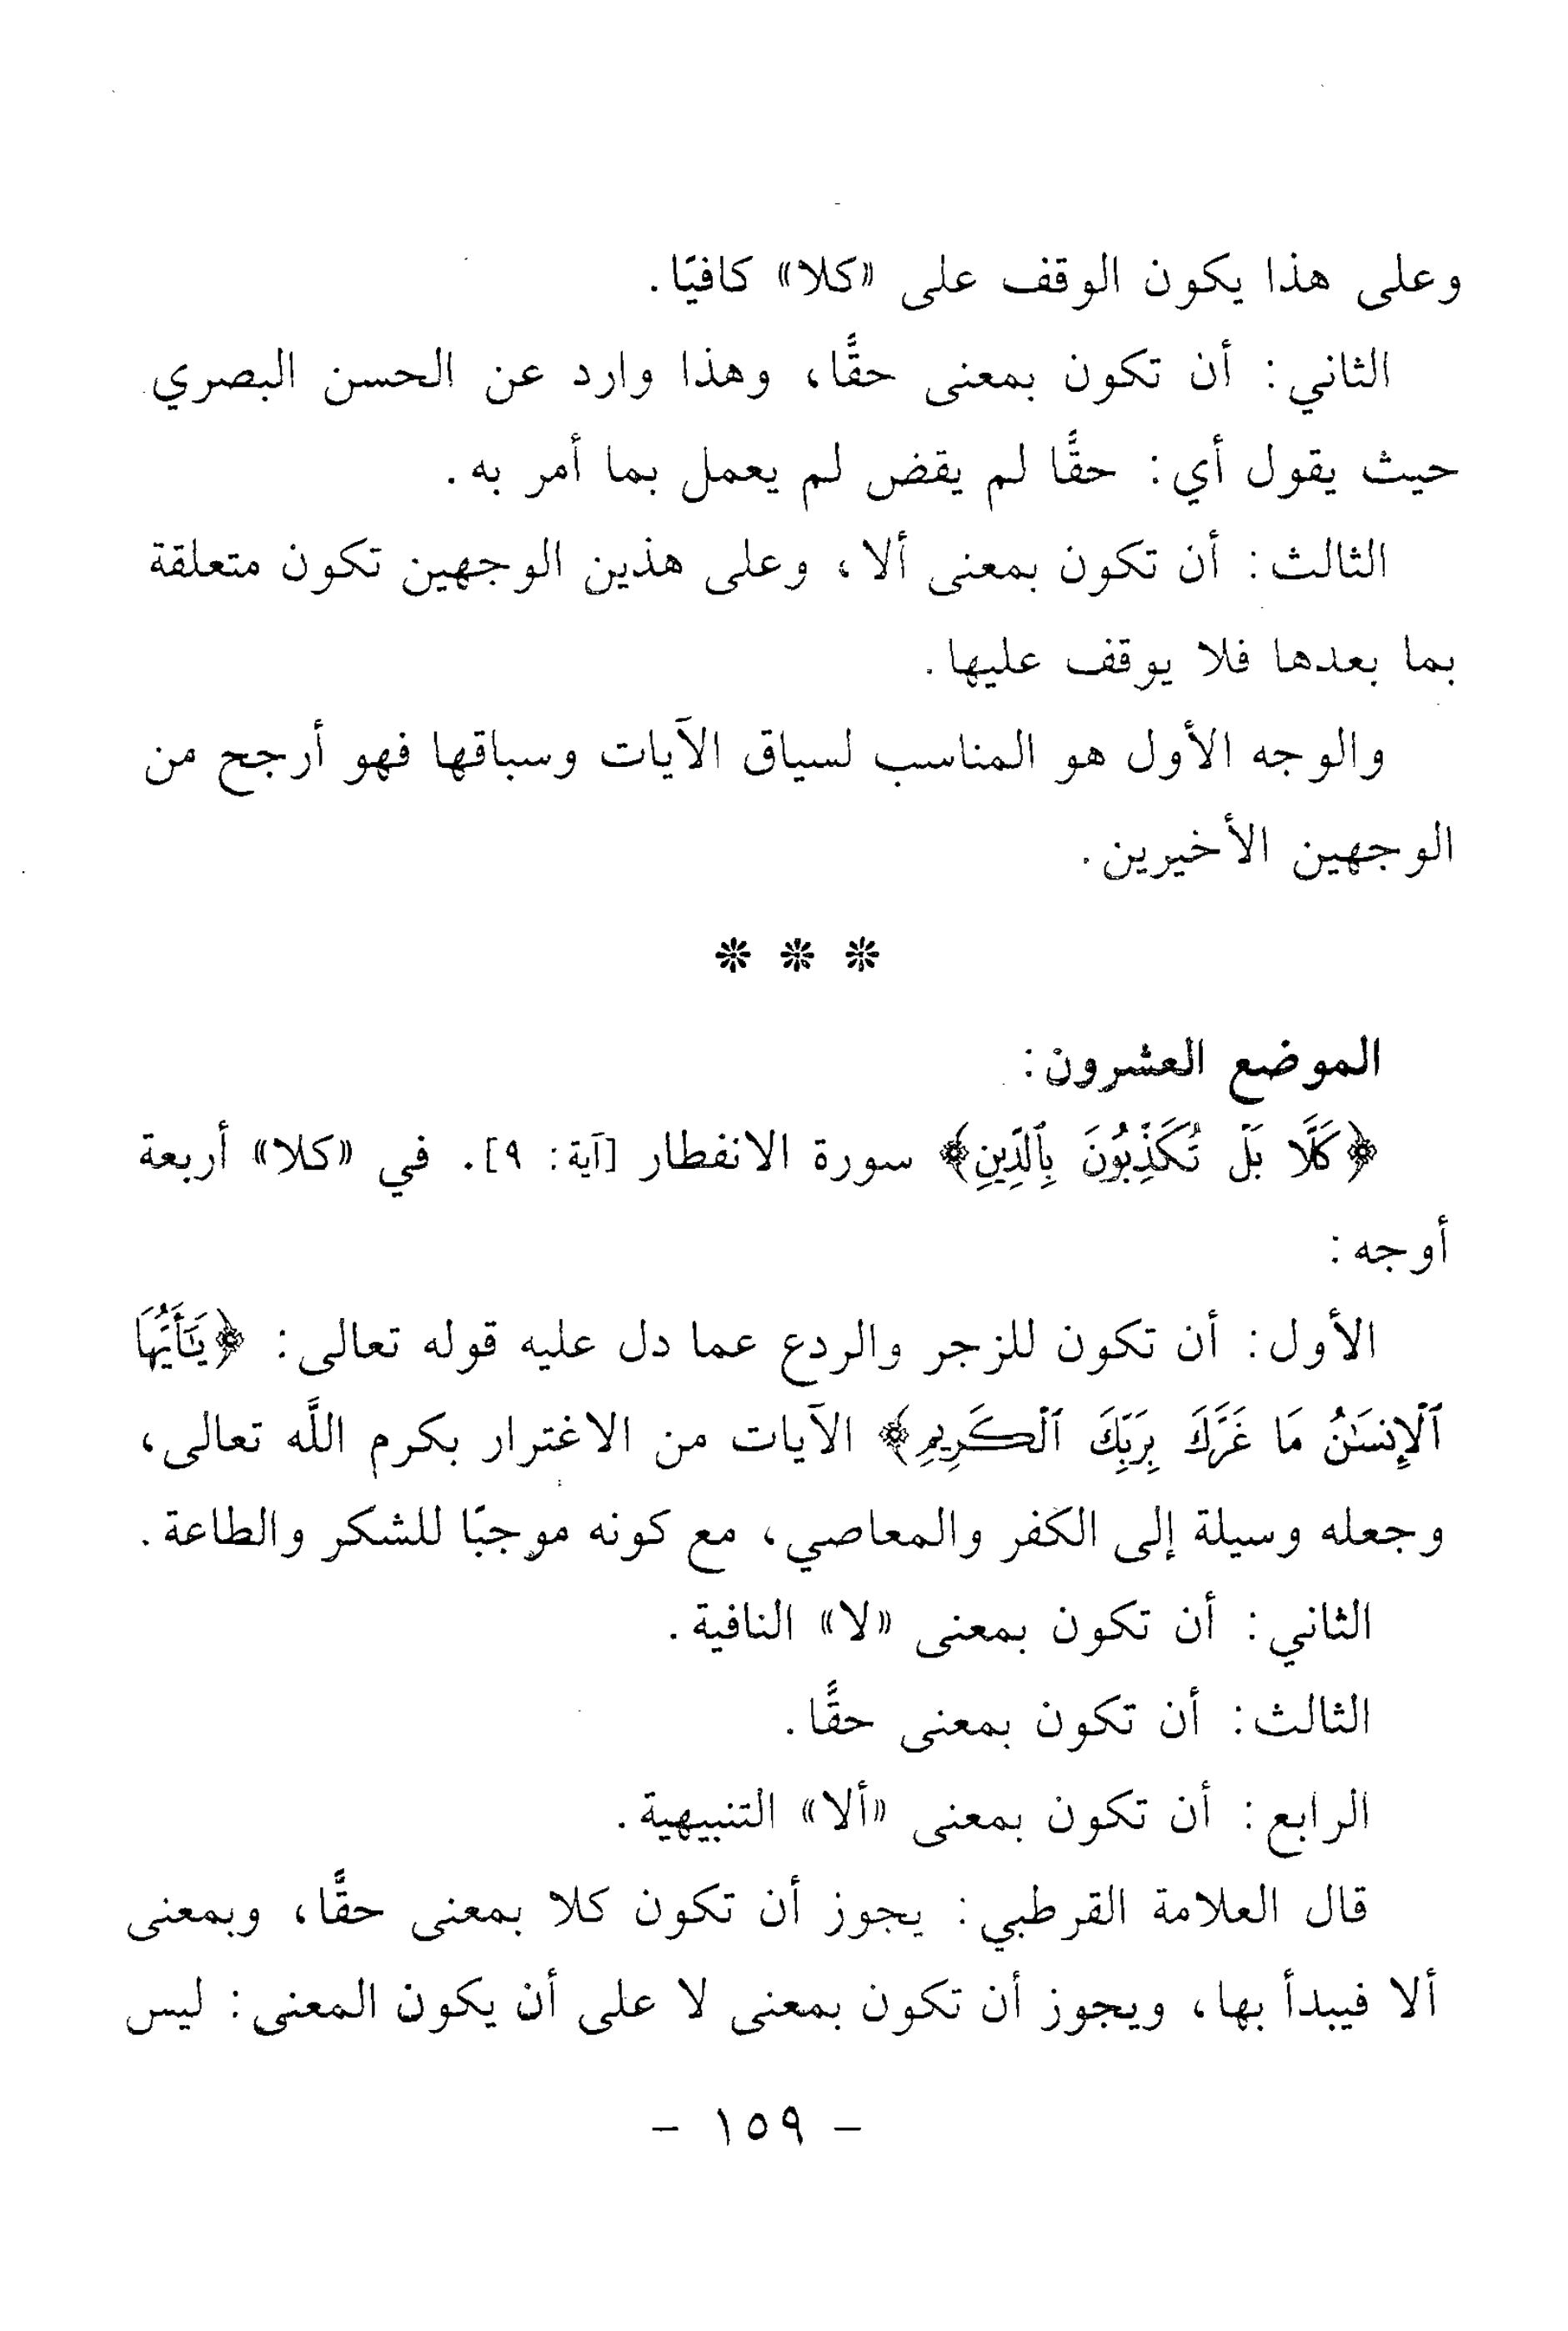 وعلى هذا يكون الوقف على «كلا» كافيًا.
الثاني: أن تكون بمعنى حقًّا، وهذا وارد عن الحسن البصري
حيث يقول أي: حقًّا لم يقض لم يعمل بما أمر به.
الثالث: أن تكون بمعنى ألا، وعلى هذين الوجهين تكون متعلقة
بما بعدها فلا يوقف عليها.
والوجه الأول هو المناسب لسياق الآيات وسباقها فهو أرجح من
الوجهين الأخيرين.
* * *
الموضع العشرون:
﴿كَلَّا بَلْ تُكَذِّبُونَ بِٱلدِّينِ﴾ سورة الانفطار [آية: ٩]. في «كلا» أربعة
أوجه:
الأول: أن تكون للزجر والردع عما دل عليه قوله تعالى: ﴿يَٰٓأَيُّهَا
ٱلْإِنسَٰنُ مَا غَرَّكَ بِرَبِّكَ ٱلْكَرِيمِ﴾ الآيات من الاغترار بكرم اللَّه تعالى،
وجعله وسيلة إلى الكفر والمعاصي، مع كونه موجبًا للشكر والطاعة.
الثاني: أن تكون بمعنى «لا» النافية.
الثالث: أن تكون بمعنى حقًّا.
الرابع: أن تكون بمعنى «ألا» التنبيهية.
قال العلامة القرطبي: يجوز أن تكون كلا بمعنى حقًّا، وبمعنى
ألا فيبدأ بها، ويجوز أن تكون بمعنى لا على أن يكون المعنى: ليس
- ١٥٩ -